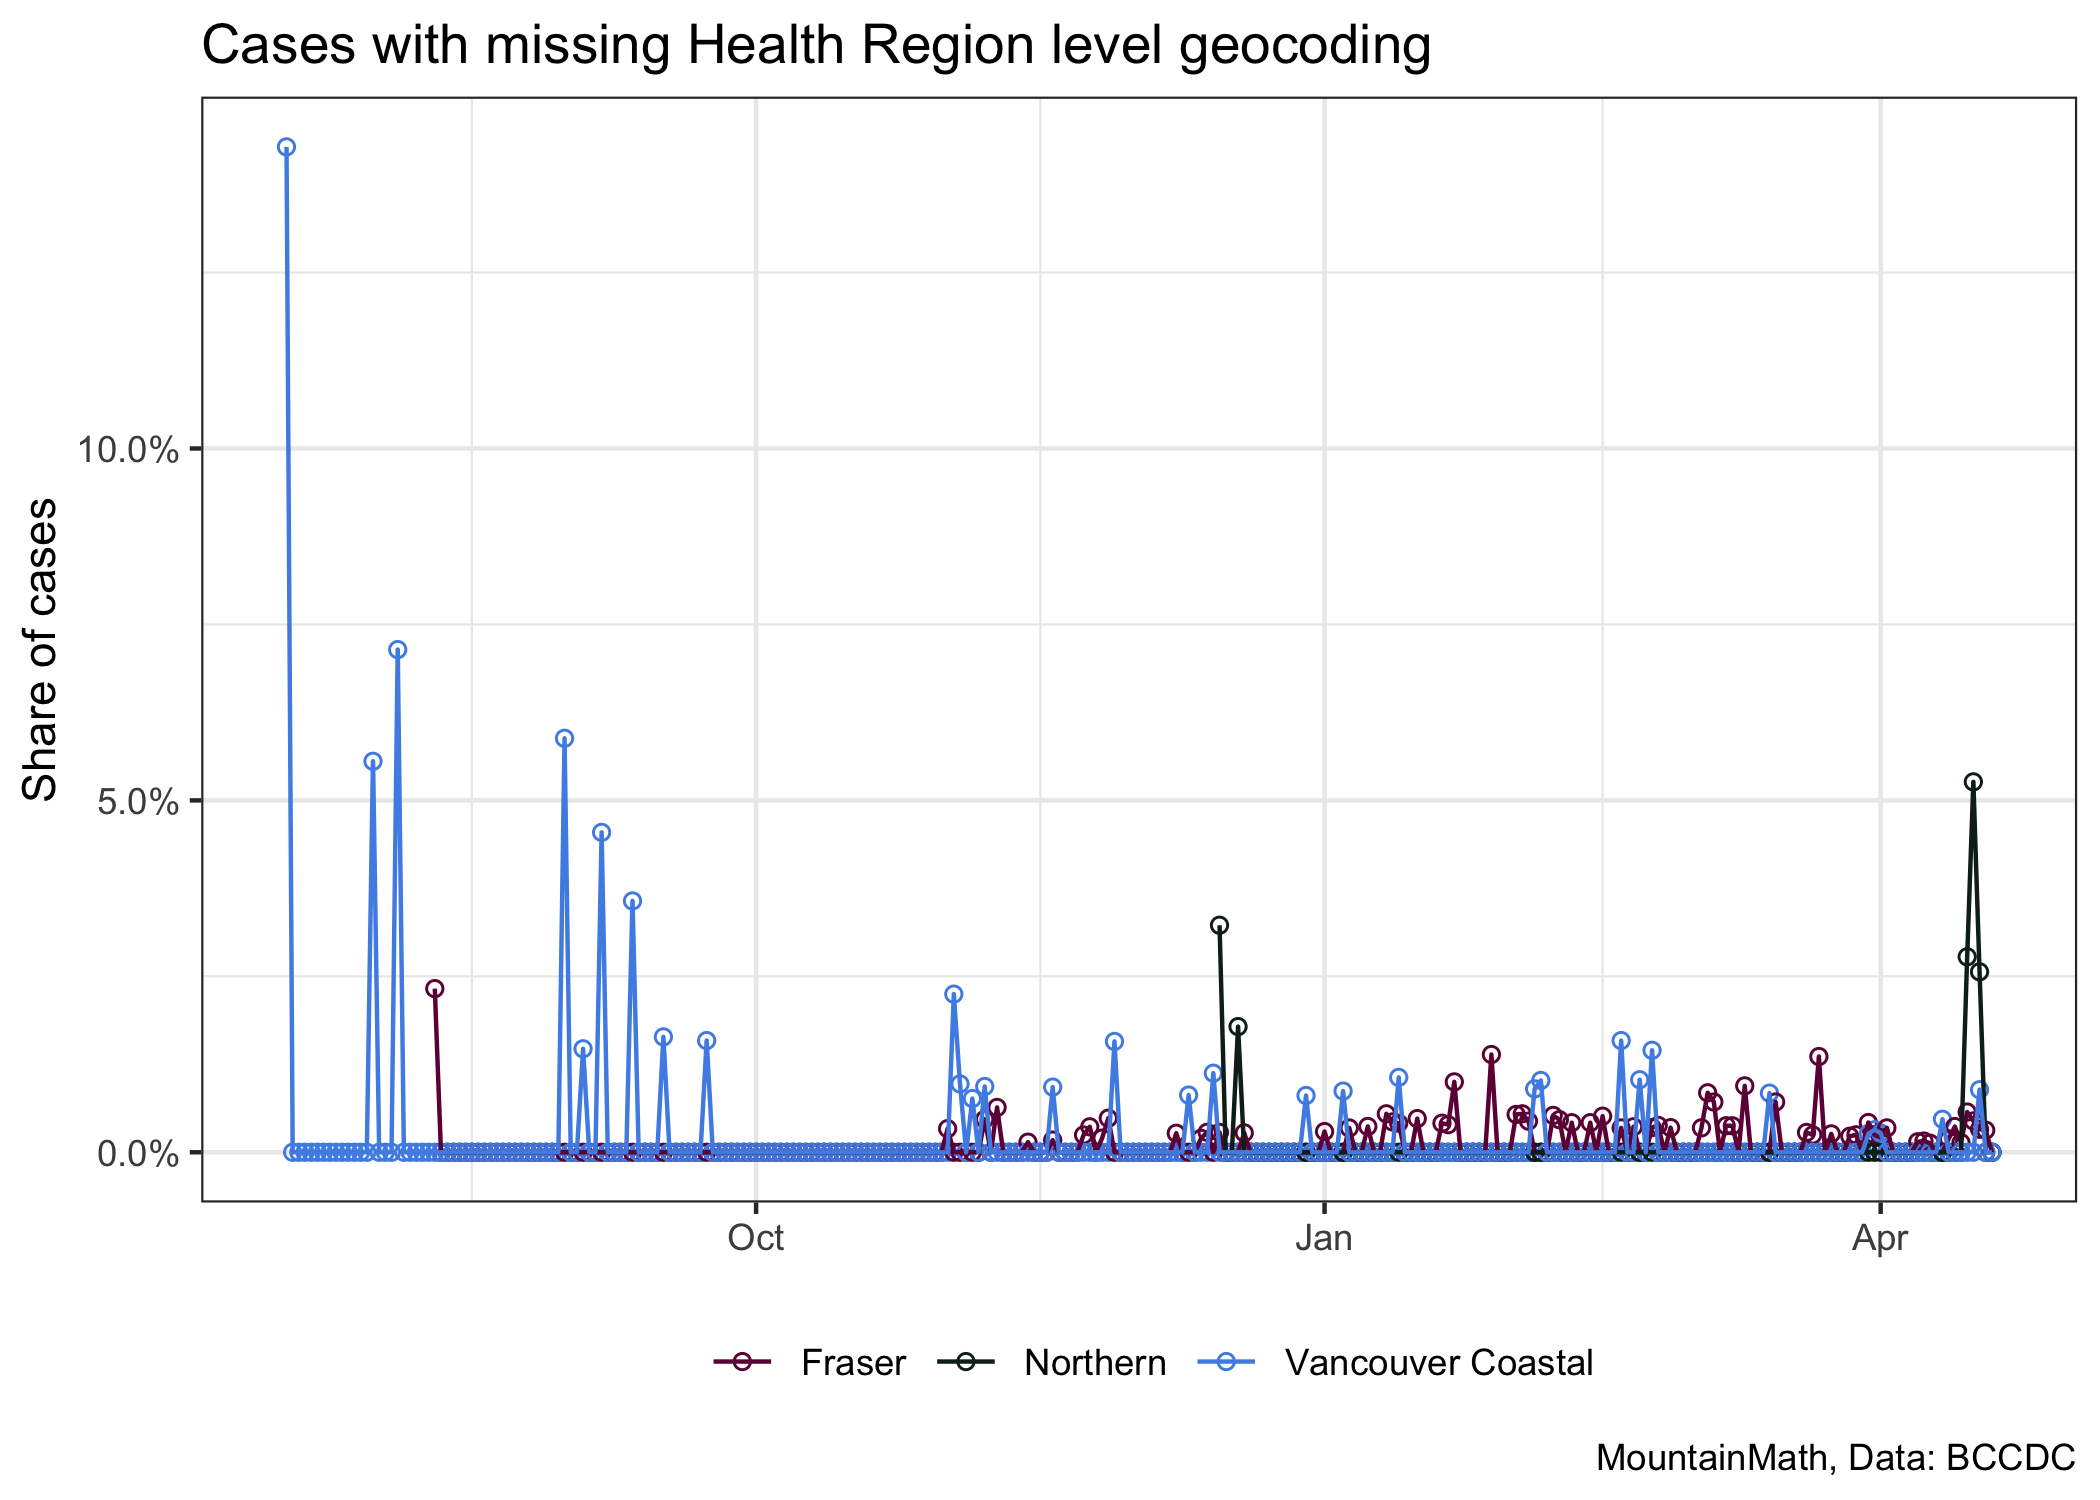 Cases with missing Health Region level geocoding
Share of cases
10.0%
5.0%
0.0%
Oct Jan Apr
Fraser Northern Vancouver Coastal
MountainMath, Data: BCCDC